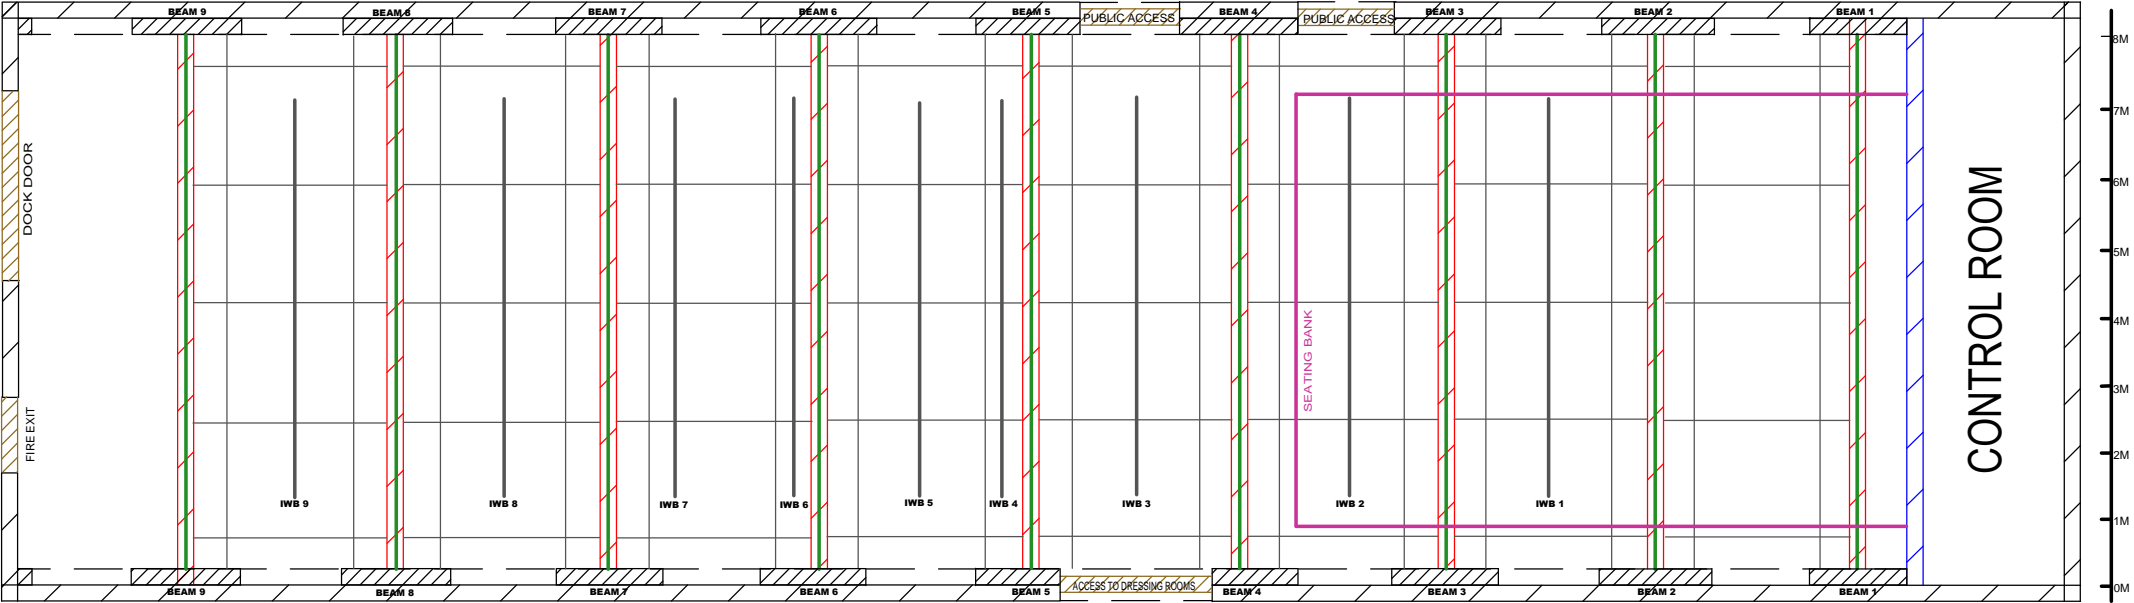 BEAM 9
BEAM 8
BEAM 7
BEAM 6
BEAM 5
PUBLIC ACCESS
BEAM 4
PUBLIC ACCESS
BEAM 3
BEAM 2
BEAM 1
8M
7M
6M
5M
4M
3M
2M
1M
0M
DOCK DOOR
FIRE EXIT
SEATING BANK
CONTROL ROOM
IWB 9
IWB 8
IWB 7
IWB 6
IWB 5
IWB 4
IWB 3
IWB 2
IWB 1
BEAM 9
BEAM 8
BEAM 7
BEAM 6
BEAM 5
ACCESS TO DRESSING ROOMS
BEAM 4
BEAM 3
BEAM 2
BEAM 1